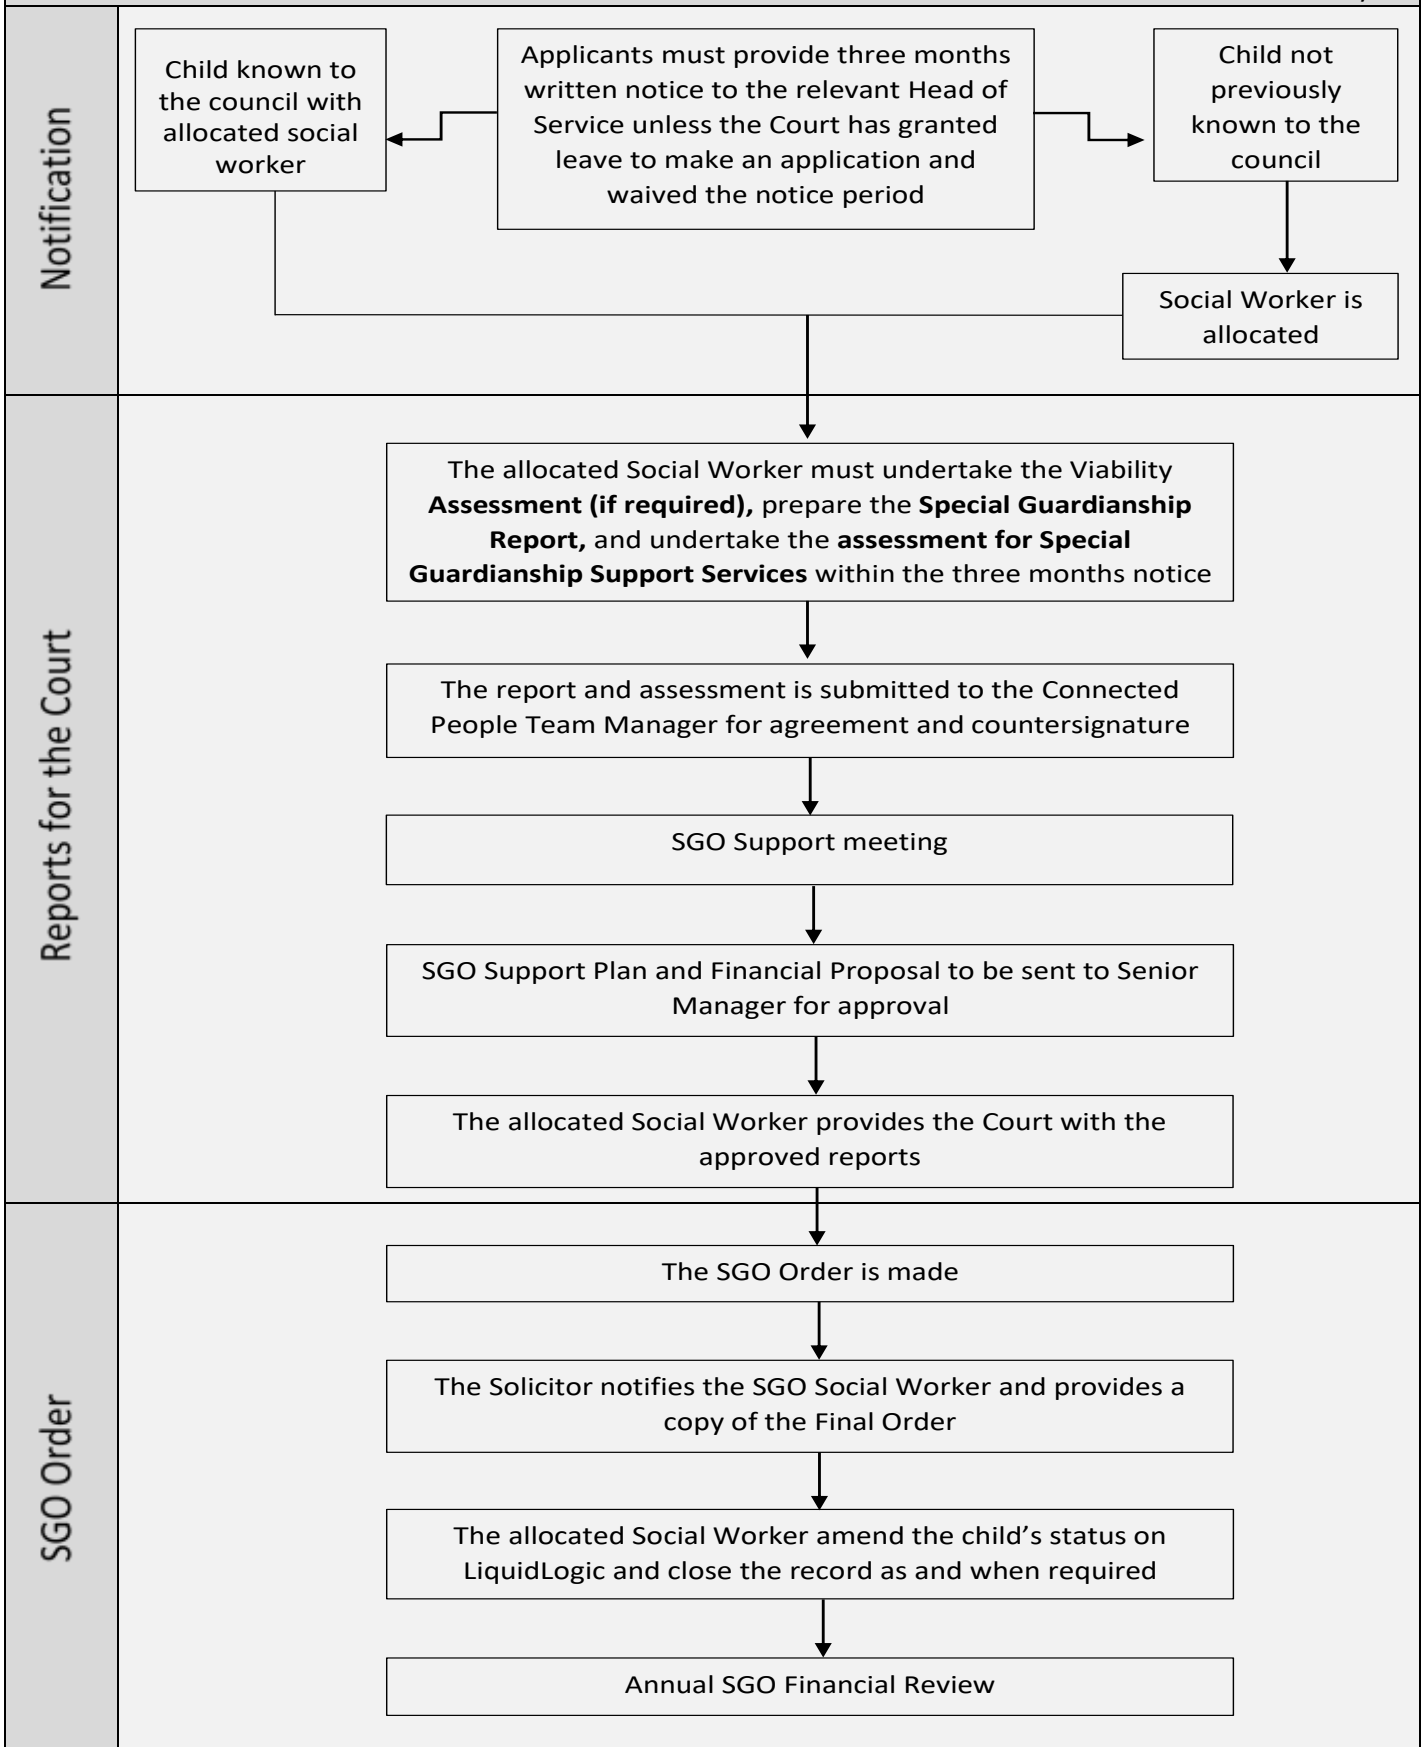 Notification
Child known to
the council with
allocated social
worker
Applicants must provide three months
written notice to the relevant Head of
Service unless the Court has granted
leave to make an application and
waived the notice period
Child not
previously
known to the
council
Social Worker is
allocated
Reports for the Court
The allocated Social Worker must undertake the Viability
Assessment (if required), prepare the Special Guardianship
Report, and undertake the assessment for Special
Guardianship Support Services within the three months notice
The report and assessment is submitted to the Connected
People Team Manager for agreement and countersignature
SGO Support meeting
SGO Support Plan and Financial Proposal to be sent to Senior
Manager for approval
The allocated Social Worker provides the Court with the
approved reports
SGO Order
The SGO Order is made
The Solicitor notifies the SGO Social Worker and provides a
copy of the Final Order
The allocated Social Worker amend the child’s status on
LiquidLogic and close the record as and when required
Annual SGO Financial Review